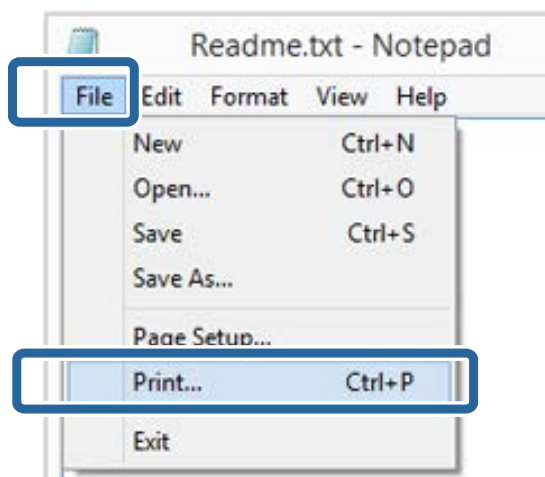 Readme.txt - Notepad
File Edit Format View Help
New Ctrl+N
Open... Ctrl+O
Save Ctrl+S
Save As...
Page Setup...
Print... Ctrl+P
Exit